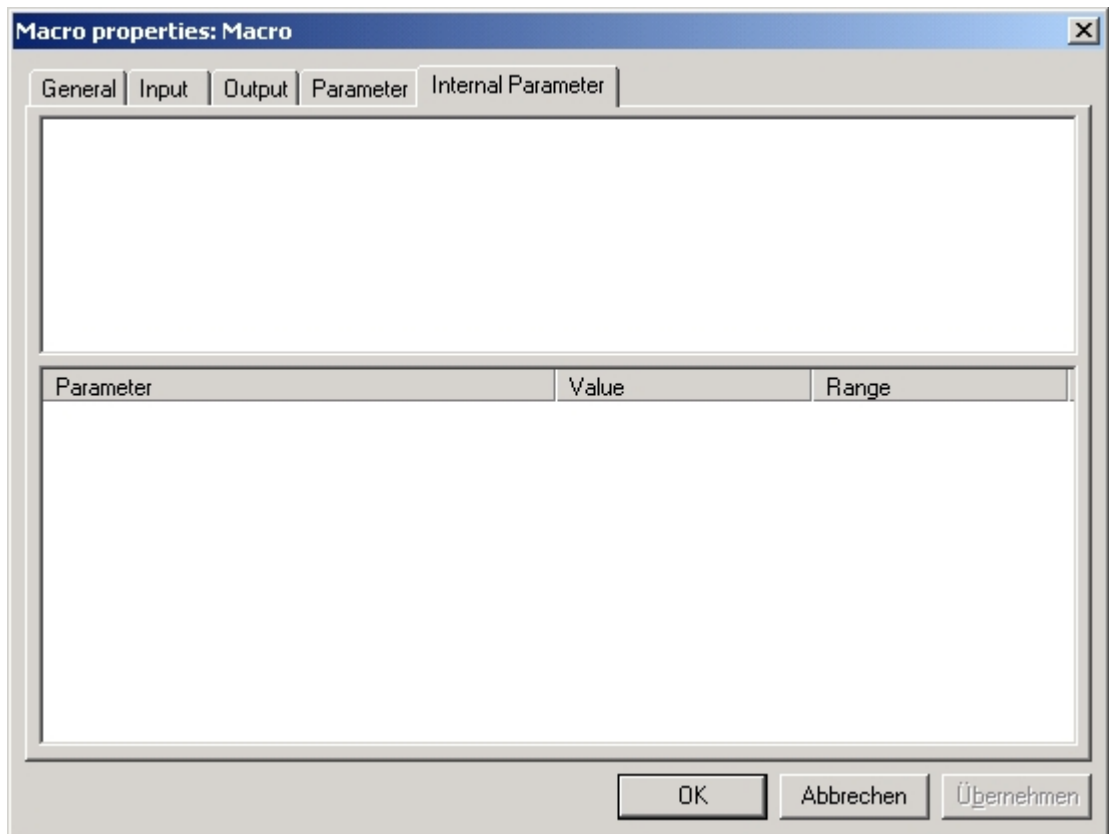 Macro properties: Macro
General Input Output Parameter Internal Parameter
Parameter Value Range
OK Abbrechen Übernehmen